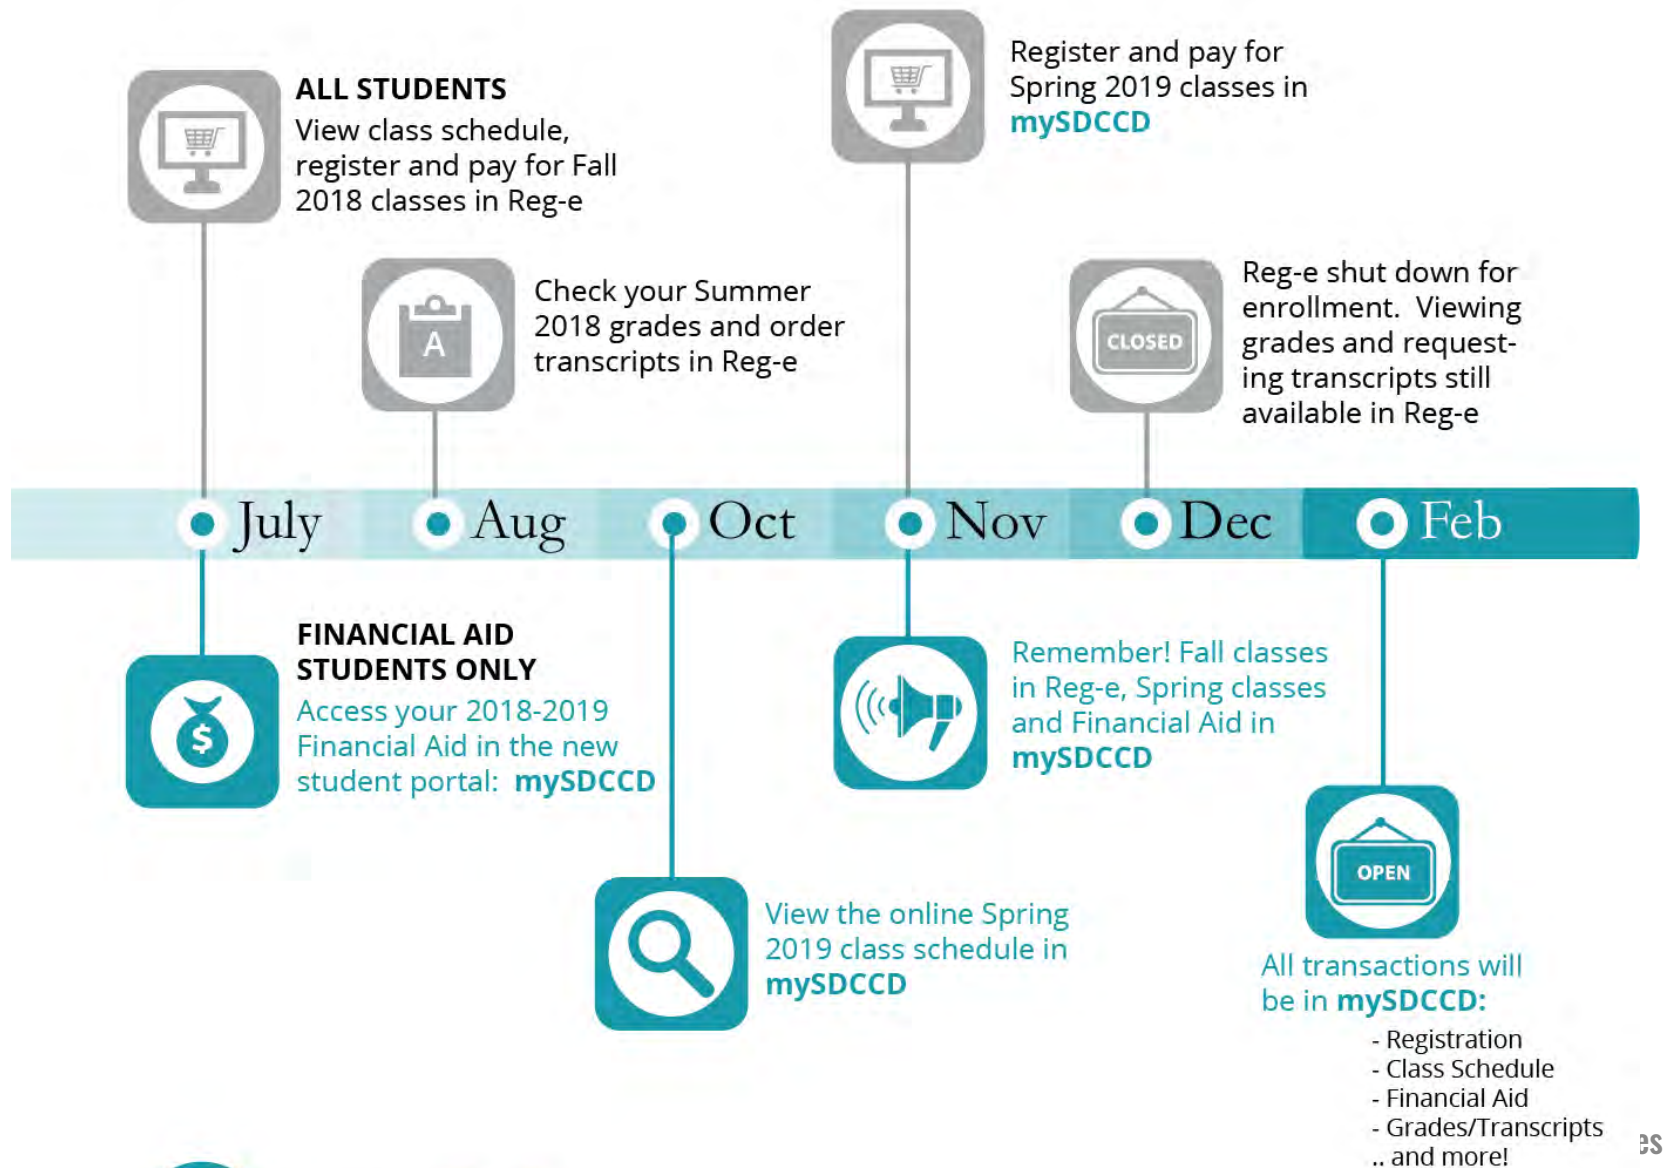 ALL STUDENTS
View class schedule,
register and pay for Fall
2018 classes in Reg-e
Register and pay for
Spring 2019 classes in
mySDCCD
Check your Summer
2018 grades and order
transcripts in Reg-e
A
Reg-e shut down for
enrollment.  Viewing
grades and request-
ing transcripts still
available in Reg-e
CLOSED
July
Aug
Oct
Nov
Dec
Feb
FINANCIAL AID
STUDENTS ONLY
Access your 2018-2019
Financial Aid in the new
student portal:  mySDCCD
$
Remember! Fall classes
in Reg-e, Spring classes
and Financial Aid in
mySDCCD
View the online Spring
2019 class schedule in
mySDCCD
OPEN
All transactions will
be in mySDCCD:
- Registration
- Class Schedule
- Financial Aid
- Grades/Transcripts
.. and more!